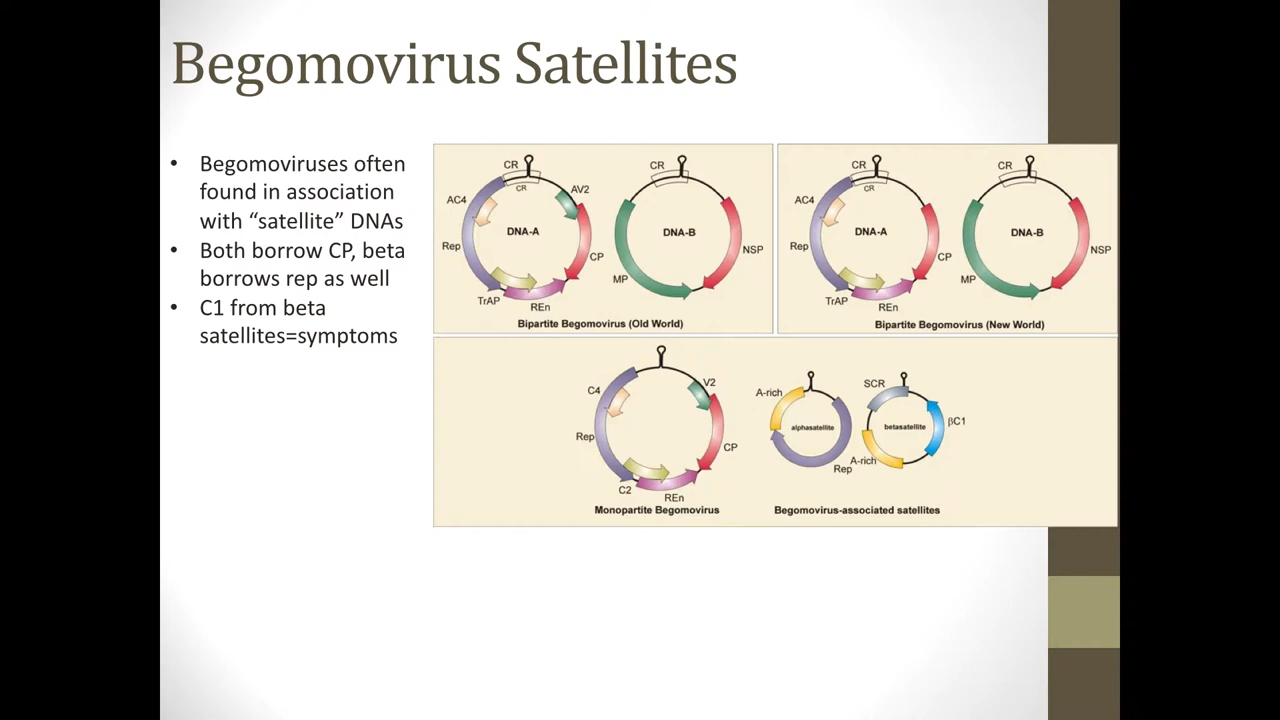 Begomovirus Satellites
• Begomoviruses often
found in association
with “satellite” DNAs
• Both borrow CP, beta
borrows rep as well
• C1 from beta
satellites=symptoms
CR
CR
AV2
AC4
DNA-A
Rep
CP
TrAP
REn
CR
DNA-B
NSP
MP
Bipartite Begomovirus (Old World)
CR
CR
AC4
DNA-A
Rep
CP
TrAP
REn
CR
DNA-B
NSP
MP
Bipartite Begomovirus (New World)
C4
V2
Rep
CP
C2
REn
Monopartite Begomovirus
A-rich
alphasatellite
Rep
SCR
betasatellite
βC1
A-rich
Begomovirus-associated satellites